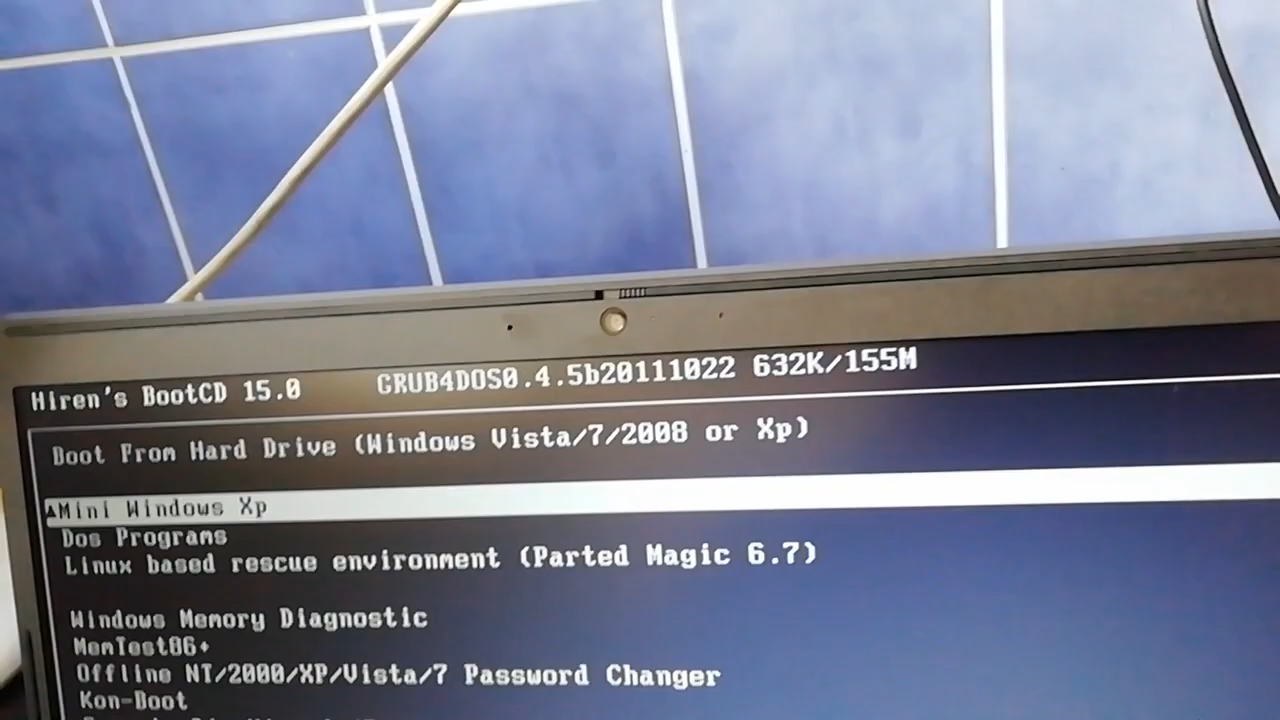 Hiren's BootCD 15.0 GRUB4DOS0.4.5b20111022 632K/155M
Boot From Hard Drive (Windows Vista/7/2008 or Xp)
Mini Windows Xp
Dos Programs
Linux based rescue environment (Parted Magic 6.7)
Windows Memory Diagnostic
MemTest86+
Offline NT/2000/XP/Vista/7 Password Changer
Kon-Boot